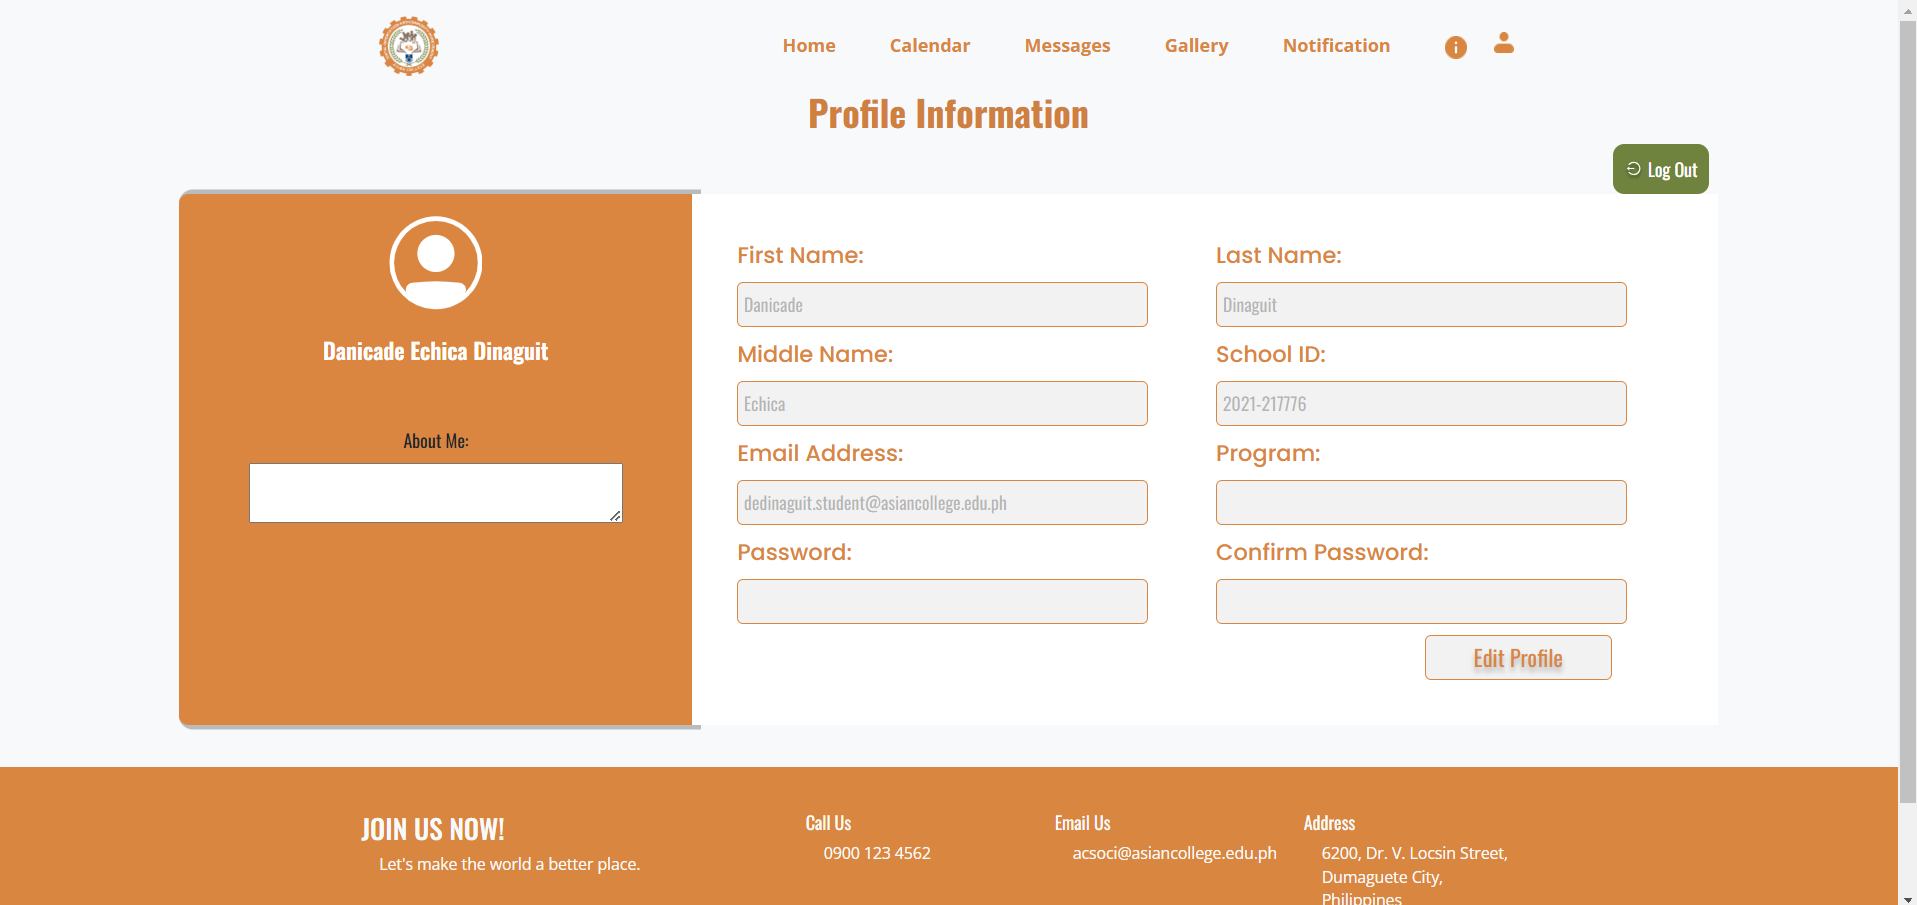 Home Calendar Messages Gallery Notification
Profile Information
Log Out
Danicade Echica Dinaguit
About Me:
First Name:
Danicade
Last Name:
Dinaguit
Middle Name:
Echica
School ID:
2021-217776
Email Address:
dedinaguit.student@asiancollege.edu.ph
Program:
Password:
Confirm Password:
Edit Profile
JOIN US NOW!
Let's make the world a better place.
Call Us
0900 123 4562
Email Us
acsoci@asiancollege.edu.ph
Address
6200, Dr. V. Locsin Street,
Dumaguete City,
Philippines